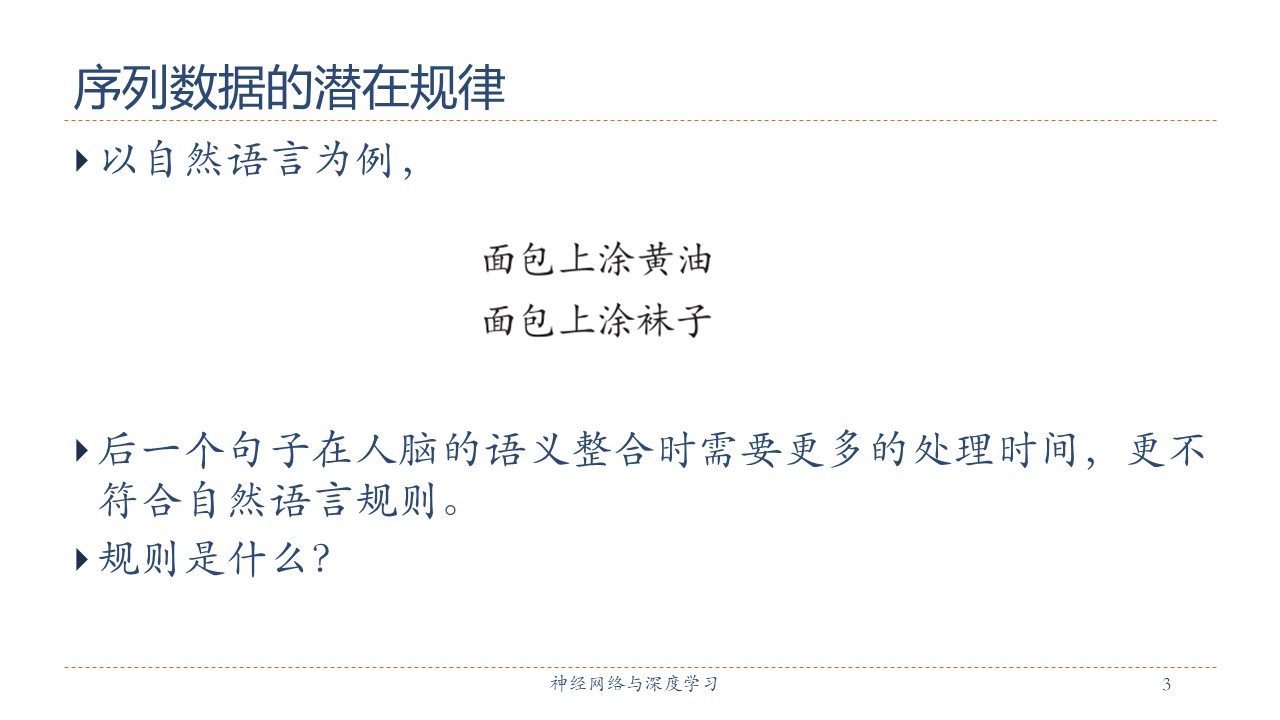 序列数据的潜在规律
以自然语言为例，
面包上涂黄油
面包上涂袜子
后一个句子在人脑的语义整合时需要更多的处理时间，更不
符合自然语言规则。
规则是什么？
神经网络与深度学习
3